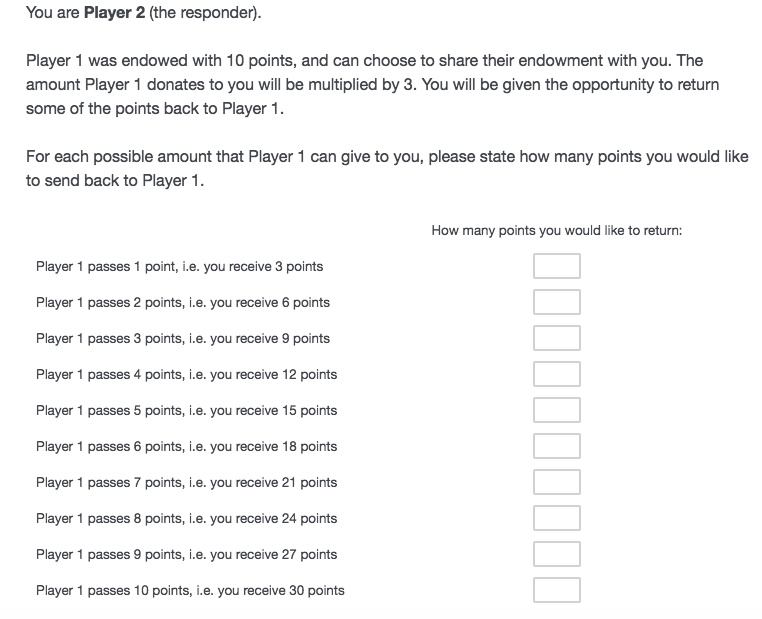 You are Player 2 (the responder).
Player 1 was endowed with 10 points, and can choose to share their endowment with you. The
amount Player 1 donates to you will be multiplied by 3. You will be given the opportunity to return
some of the points back to Player 1.
For each possible amount that Player 1 can give to you, please state how many points you would like
to send back to Player 1.
How many points you would like to return:
Player 1 passes 1 point, i.e. you receive 3 points
Player 1 passes 2 points, i.e. you receive 6 points
Player 1 passes 3 points, i.e. you receive 9 points
Player 1 passes 4 points, i.e. you receive 12 points
Player 1 passes 5 points, i.e. you receive 15 points
Player 1 passes 6 points, i.e. you receive 18 points
Player 1 passes 7 points, i.e. you receive 21 points
Player 1 passes 8 points, i.e. you receive 24 points
Player 1 passes 9 points, i.e. you receive 27 points
Player 1 passes 10 points, i.e. you receive 30 points